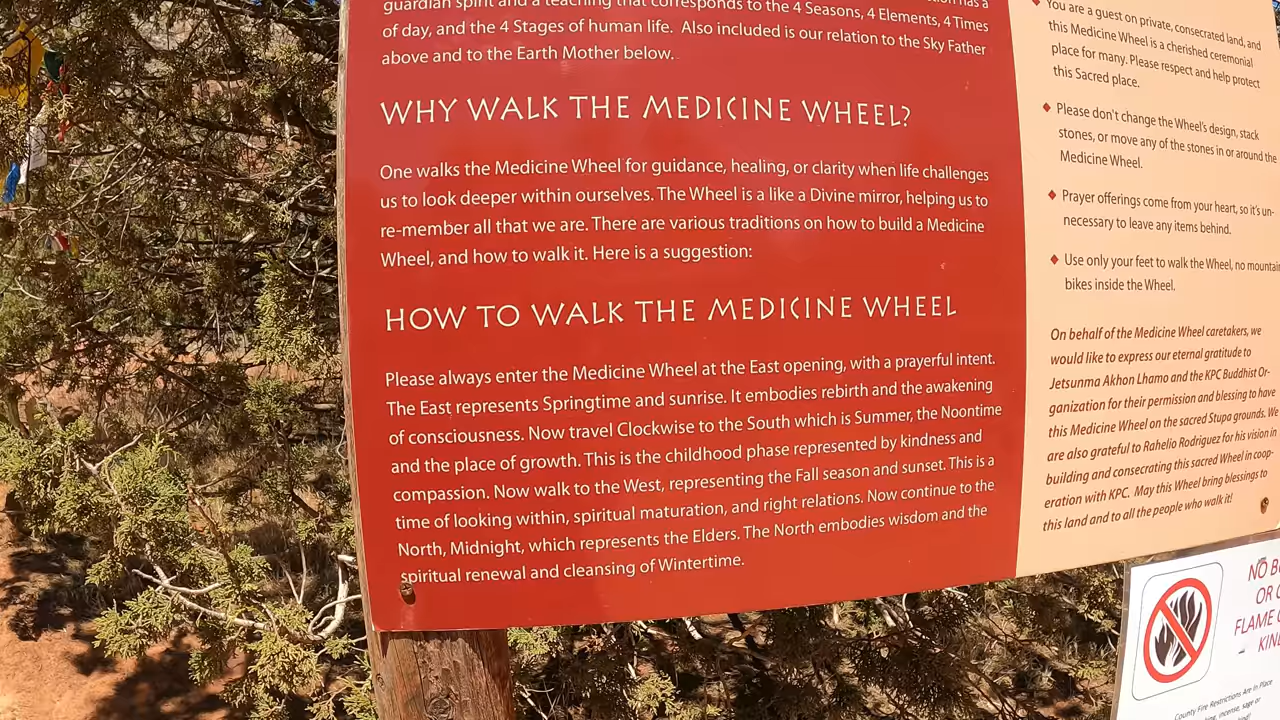 guardian spirit and a teaching that corresponds to the 4 Seasons, 4 Elements, 4 Times
of day, and the 4 Stages of human life. Also included is our relation to the Sky Father
above and to the Earth Mother below.
WHY WALK THE MEDICINE WHEEL?
One walks the Medicine Wheel for guidance, healing, or clarity when life challenges
us to look deeper within ourselves. The Wheel is a like a Divine mirror, helping us to
re-member all that we are. There are various traditions on how to build a Medicine
Wheel, and how to walk it. Here is a suggestion:
HOW TO WALK THE MEDICINE WHEEL
Please always enter the Medicine Wheel at the East opening, with a prayerful intent.
The East represents Springtime and sunrise. It embodies rebirth and the awakening
of consciousness. Now travel Clockwise to the South which is Summer, the Noontime
and the place of growth. This is the childhood phase represented by kindness and
compassion. Now walk to the West, representing the Fall season and sunset. This is a
time of looking within, spiritual maturation, and right relations. Now continue to the
North, Midnight, which represents the Elders. The North embodies wisdom and the
spiritual renewal and cleansing of Wintertime.
You are a guest on private, consecrated land, and
this Medicine Wheel is a cherished ceremonial
place for many. Please respect and help protect
this Sacred place.
Please don't change the Wheel's design, stack
stones, or move any of the stones in or around the
Medicine Wheel.
Prayer offerings come from your heart, so it's un-
necessary to leave any items behind.
Use only your feet to walk the Wheel, no mountain
bikes inside the Wheel.
On behalf of the Medicine Wheel caretakers, we
would like to express our eternal gratitude to
Jetsunma Akhon Lhamo and the KPC Buddhist Or-
ganization for their permission and blessing to have
this Medicine Wheel on the sacred Stupa grounds. We
are also grateful to Rahelio Rodriguez for his vision in
building and consecrating this sacred Wheel in coop-
eration with KPC. May this Wheel bring blessings to
this land and to all the people who walk it!
NO
OR
FLAME
County Fire Restrictions Are In Place
incense, sage or